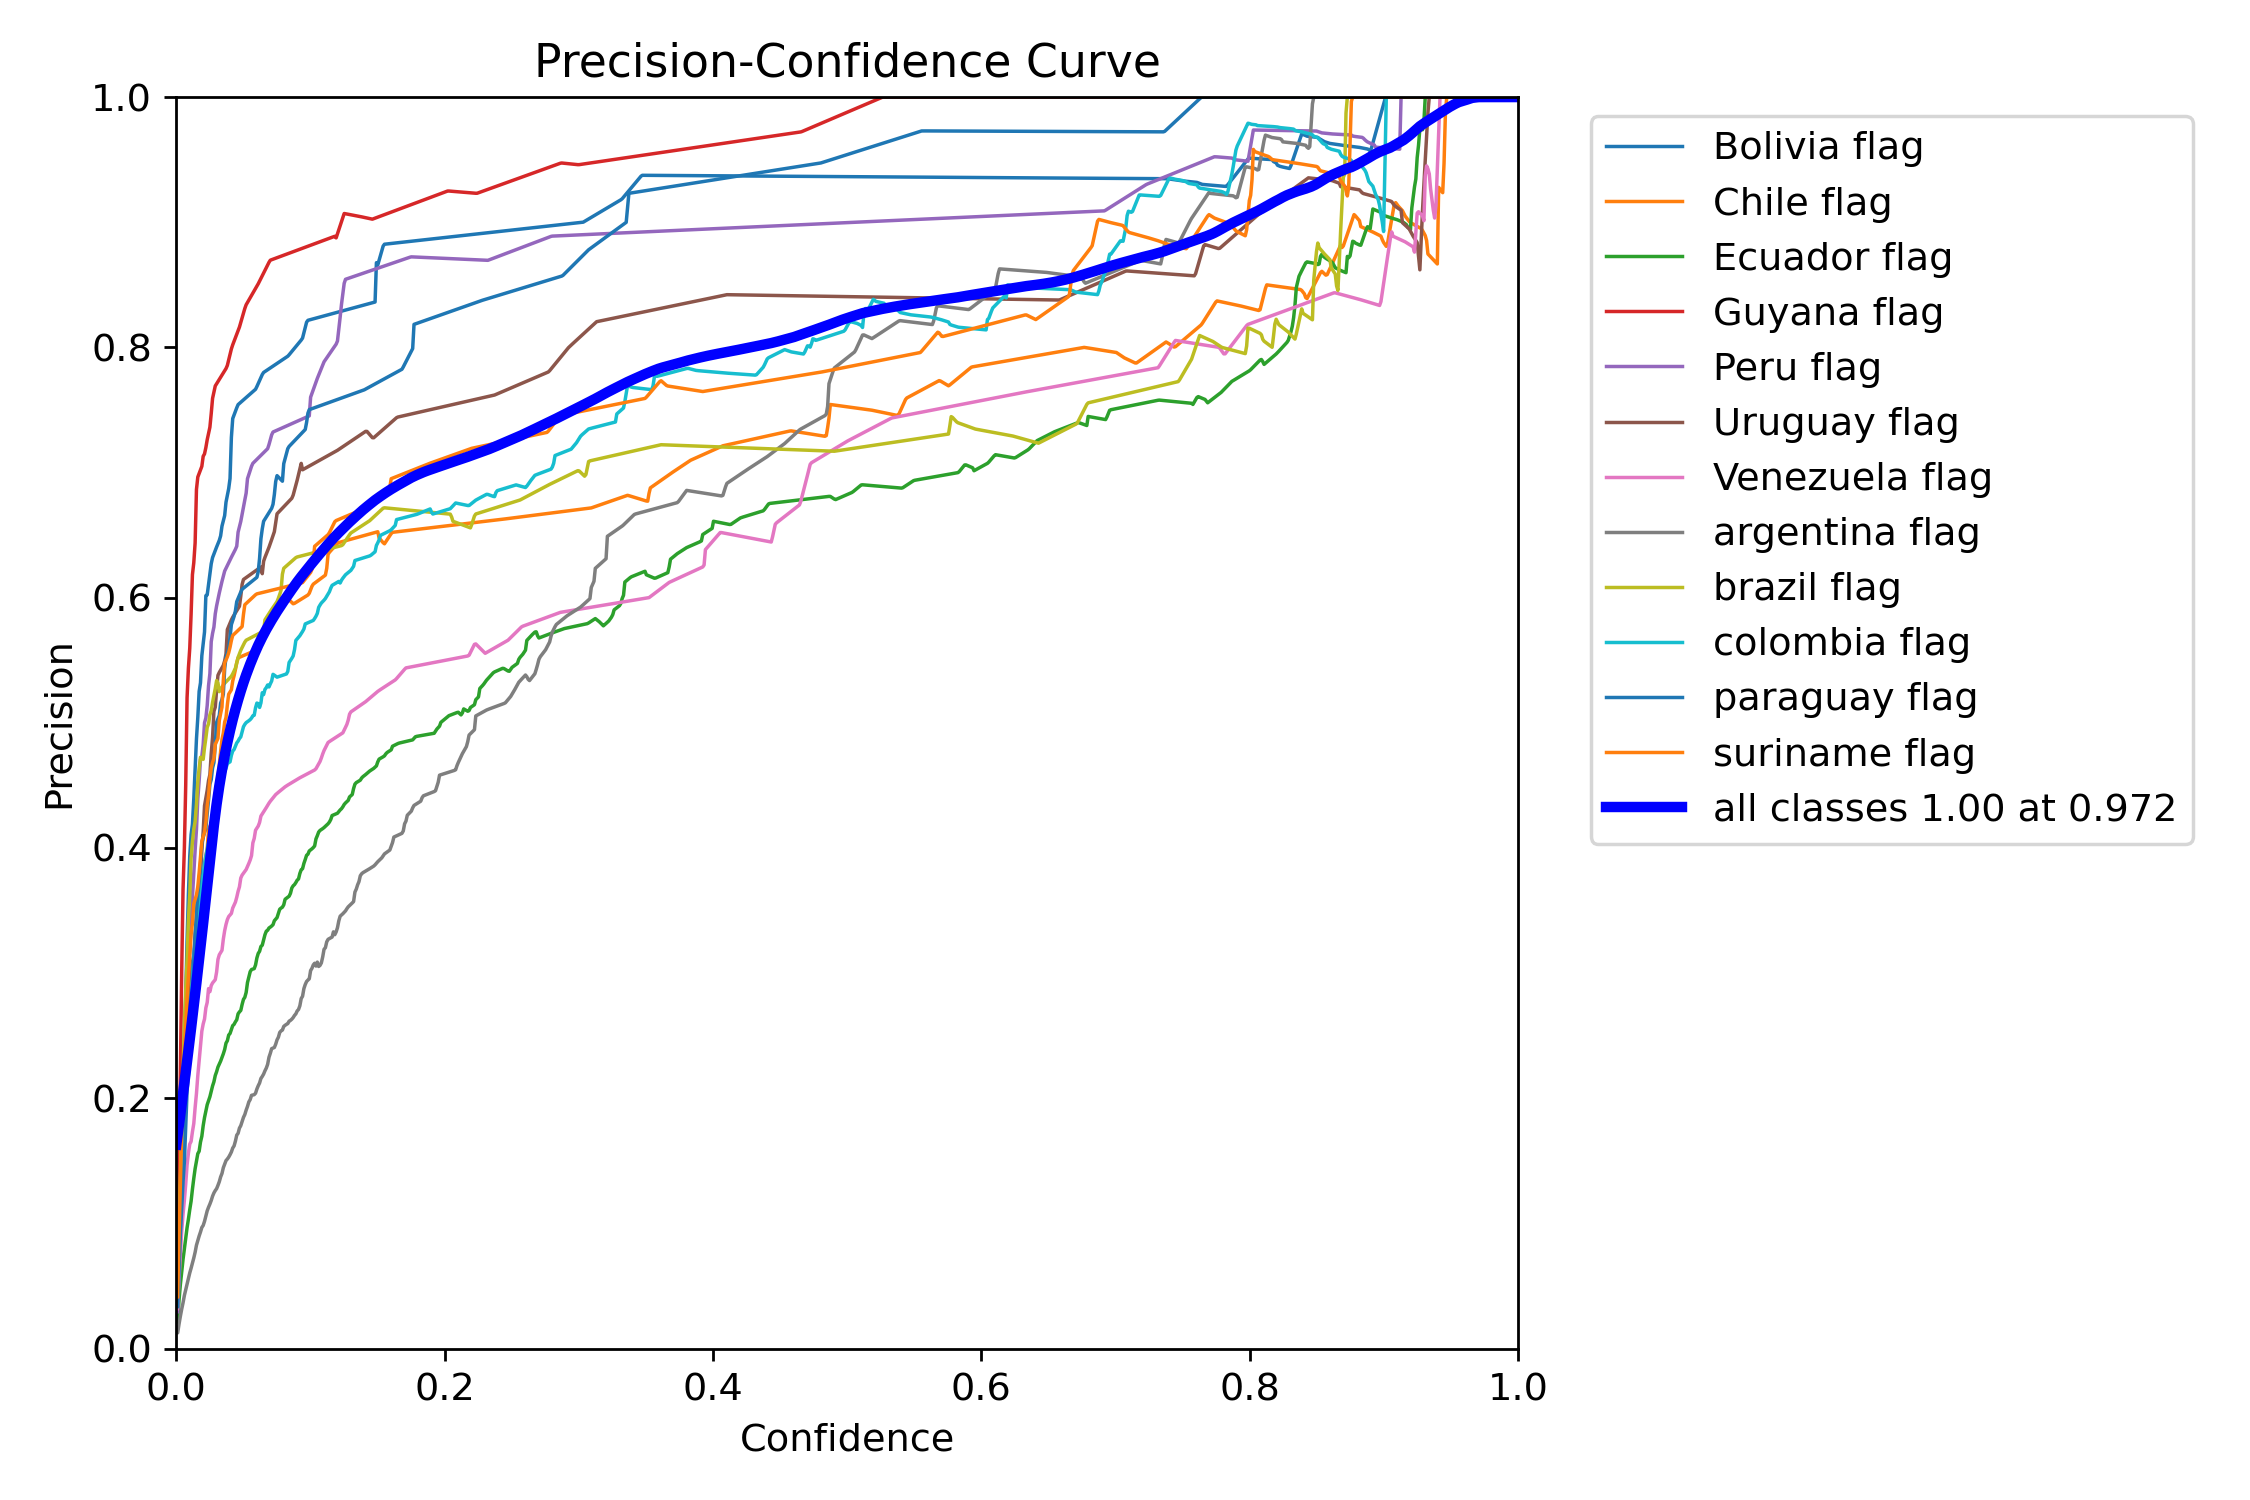 Precision-Confidence Curve
1.0
0.8
0.6
0.4
0.2
0.0
Precision
0.0 0.2 0.4 0.6 0.8 1.0
Confidence
Bolivia flag
Chile flag
Ecuador flag
Guyana flag
Peru flag
Uruguay flag
Venezuela flag
argentina flag
brazil flag
colombia flag
paraguay flag
suriname flag
all classes 1.00 at 0.972